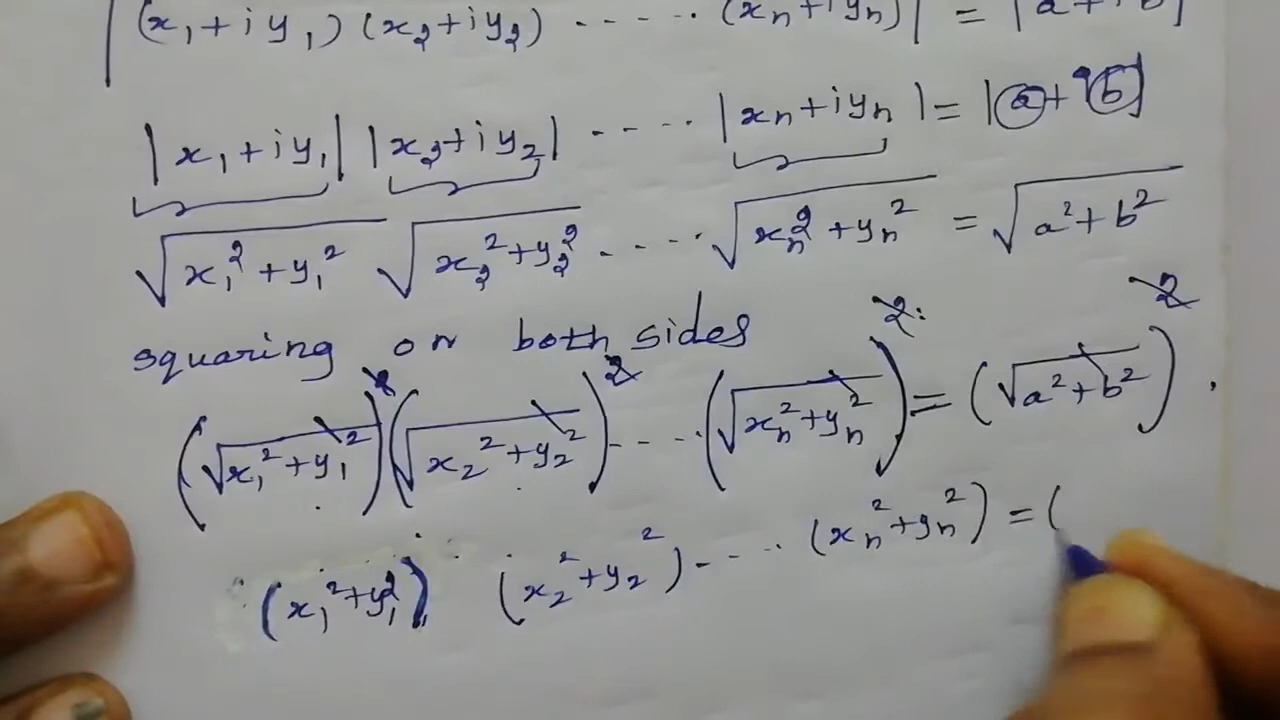 |(x₁ + iy₁) (x₂ + iy₂) ----- (xₙ + iyₙ)| = |a + ib|
|x₁ + iy₁| |x₂ + iy₂| ----- |xₙ + iyₙ| = |a + ib|
√(x₁² + y₁²) √(x₂² + y₂²) ----- √(xₙ² + yₙ²) = √(a² + b²)
squaring on both sides
(√(x₁² + y₁²))² (√(x₂² + y₂²))² ----- (√(xₙ² + yₙ²))² = (√(a² + b²))².
(x₁² + y₁²) (x₂² + y₂²) ----- (xₙ² + yₙ²) = (